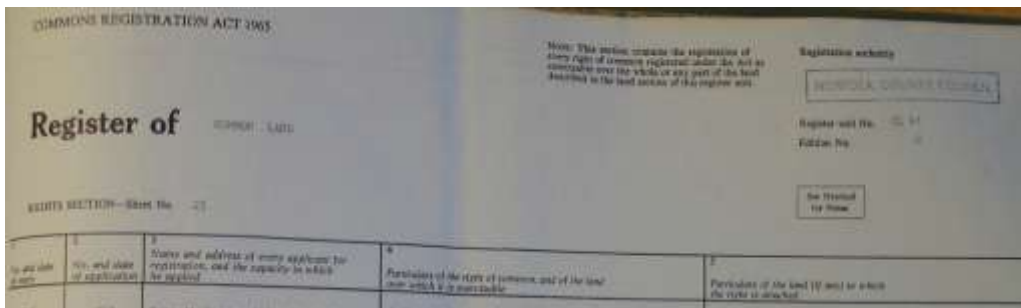 COMMONS REGISTRATION ACT 1965
Note: This section contains the registration of
every right of common registered under the Act as
exercisable over the whole or any part of the land
described in the land section of this register unit.
Registration authority
NORFOLK COUNTY COUNCIL
Register of COMMON LAND
Register unit No. CL
Edition No.
RIGHTS SECTION—Sheet No. 23
See Overleaf
for Notes
3
4
5
No. and date
of application
Name and address of every applicant for
registration, and the capacity in which
he applied
Particulars of the right of common, and of the land
over which it is exercisable
Particulars of the land (if any) to which
the right is attached